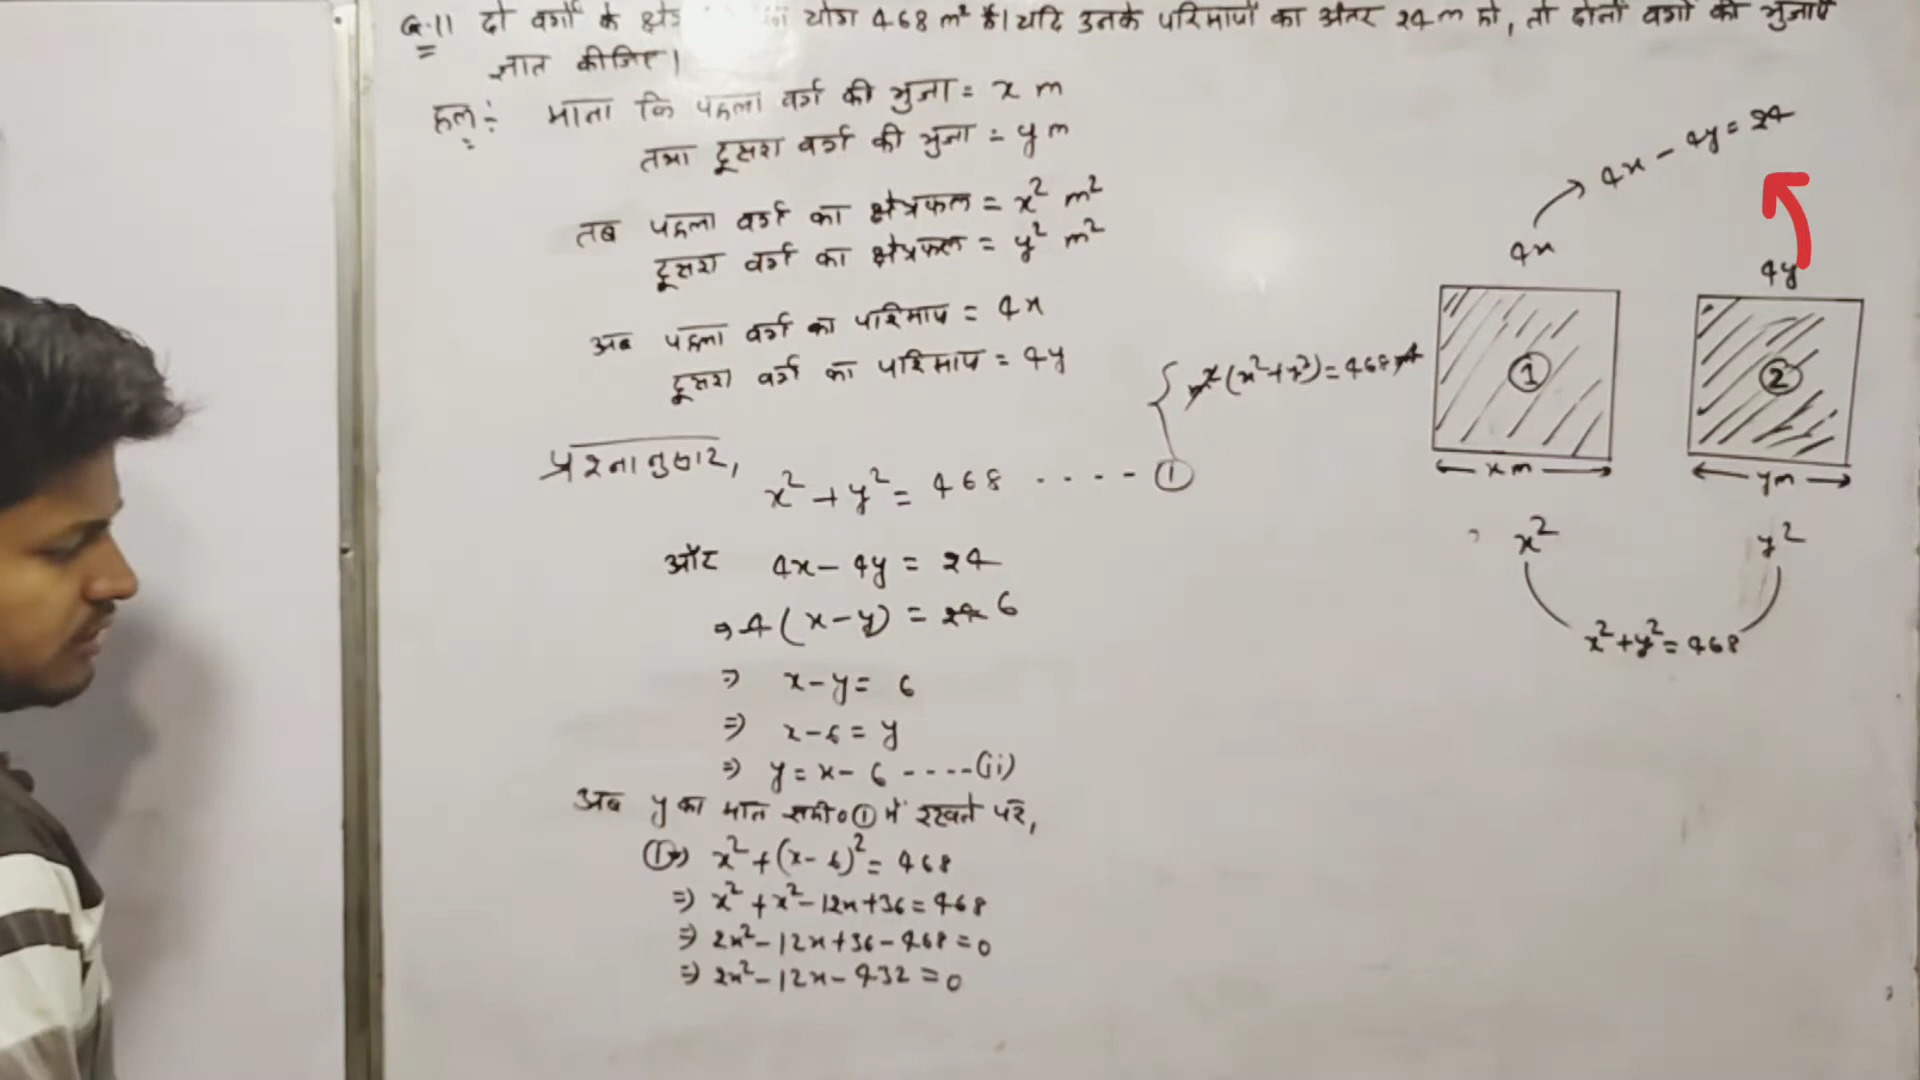 Q.11 दो वर्गों के योग 468 m² है। यदि उनके परिमापों का अंतर 24 m हो, तो दोनों वर्गों की भुजाएँ
ज्ञात कीजिए।
हल:- माना कि पहला वर्ग की भुजा = x m
तथा दूसरा वर्ग की भुजा = y m
तब पहला वर्ग का क्षेत्रफल = x² m²
दूसरा वर्ग का क्षेत्रफल = y² m²
अब पहला वर्ग का परिमाप = 4x
दूसरा वर्ग का परिमाप = 4y
प्रश्नानुसार,
x² + y² = 468 ---- ①
और 4x - 4y = 24
⇒ 4(x - y) = 24 6
⇒ x - y = 6
⇒ x - 6 = y
⇒ y = x - 6 ----(ii)
अब y का मान समी० ① में रखने पर,
①⇒ x² + (x - 6)² = 468
⇒ x² + x² - 12x + 36 = 468
⇒ 2x² - 12x + 36 - 468 = 0
⇒ 2x² - 12x - 432 = 0
4x - 4y = 24
4x
4y
(x² + y²) = 468
①
②
x m
y m
x²
y²
x² + y² = 468